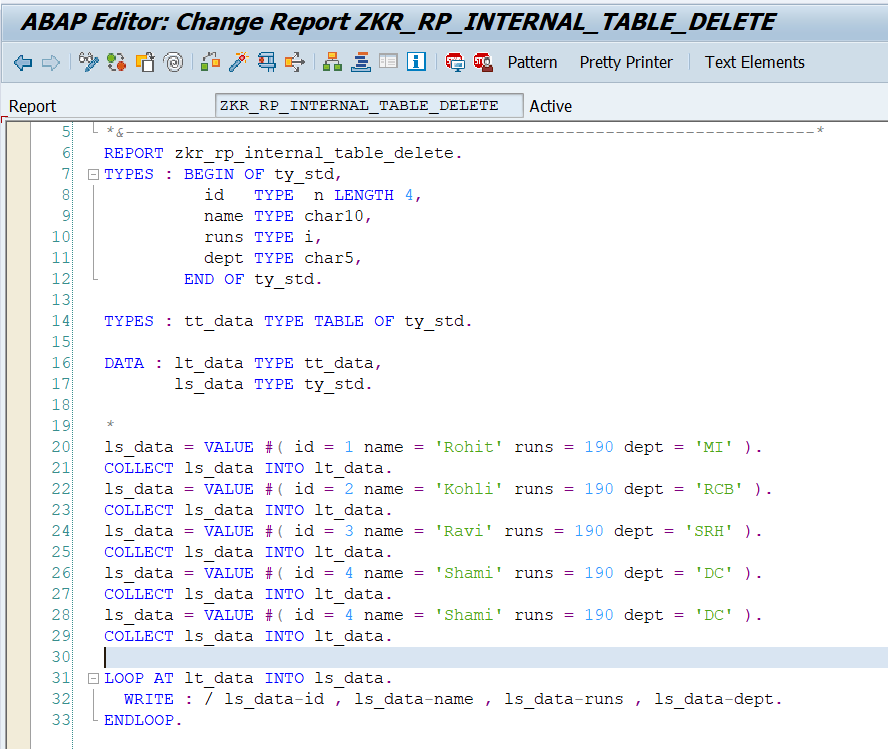 ABAP Editor: Change Report ZKR_RP_INTERNAL_TABLE_DELETE
Pattern Pretty Printer Text Elements
Report ZKR_RP_INTERNAL_TABLE_DELETE Active
5 *&---------------------------------------------------------------------*
6 REPORT zkr_rp_internal_table_delete.
7 TYPES : BEGIN OF ty_std,
8 id   TYPE  n LENGTH 4,
9 name TYPE char10,
10 runs TYPE i,
11 dept TYPE char5,
12 END OF ty_std.
13
14 TYPES : tt_data TYPE TABLE OF ty_std.
15
16 DATA : lt_data TYPE tt_data,
17 ls_data TYPE ty_std.
18
19 *
20 ls_data = VALUE #( id = 1 name = 'Rohit' runs = 190 dept = 'MI' ).
21 COLLECT ls_data INTO lt_data.
22 ls_data = VALUE #( id = 2 name = 'Kohli' runs = 190 dept = 'RCB' ).
23 COLLECT ls_data INTO lt_data.
24 ls_data = VALUE #( id = 3 name = 'Ravi' runs = 190 dept = 'SRH' ).
25 COLLECT ls_data INTO lt_data.
26 ls_data = VALUE #( id = 4 name = 'Shami' runs = 190 dept = 'DC' ).
27 COLLECT ls_data INTO lt_data.
28 ls_data = VALUE #( id = 4 name = 'Shami' runs = 190 dept = 'DC' ).
29 COLLECT ls_data INTO lt_data.
30
31 LOOP AT lt_data INTO ls_data.
32 WRITE : / ls_data-id , ls_data-name , ls_data-runs , ls_data-dept.
33 ENDLOOP.